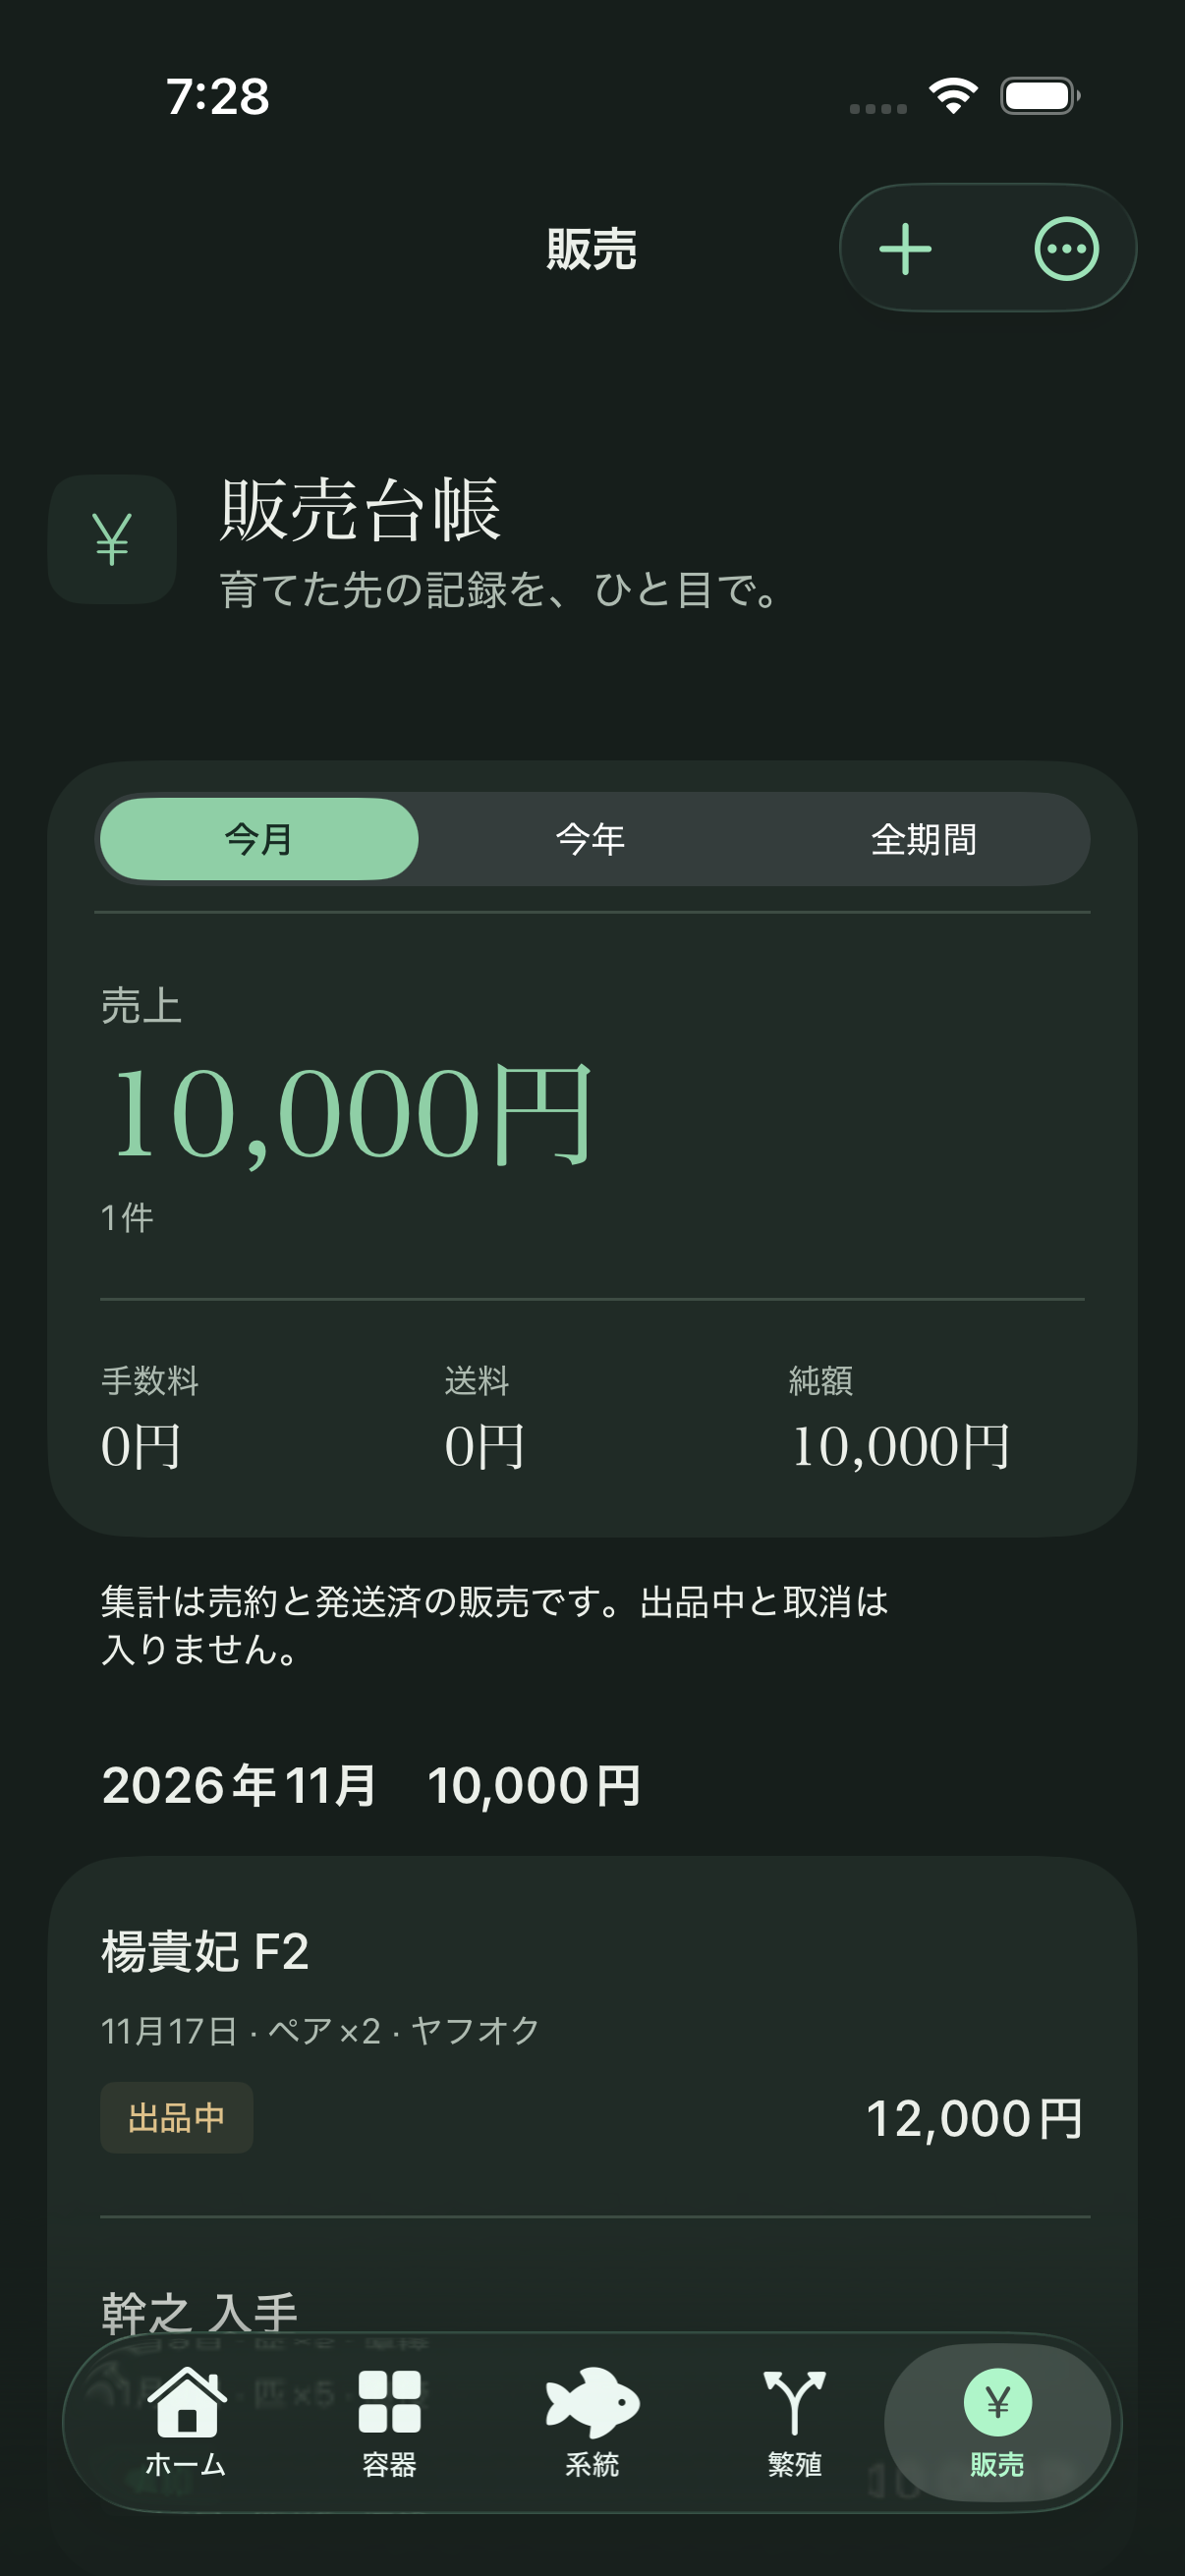 7:28
販売
¥
販売台帳
育てた先の記録を、ひと目で。
今月 今年 全期間
売上
10,000円
1件
手数料 送料 純額
0円 0円 10,000円
集計は売約と発送済の販売です。出品中と取消は
入りません。
2026年11月 10,000円
楊貴妃 F2
11月17日 · ペア×2 · ヤフオク
出品中 12,000円
幹之 入手
ホーム 容器 系統 繁殖 ¥ 販売